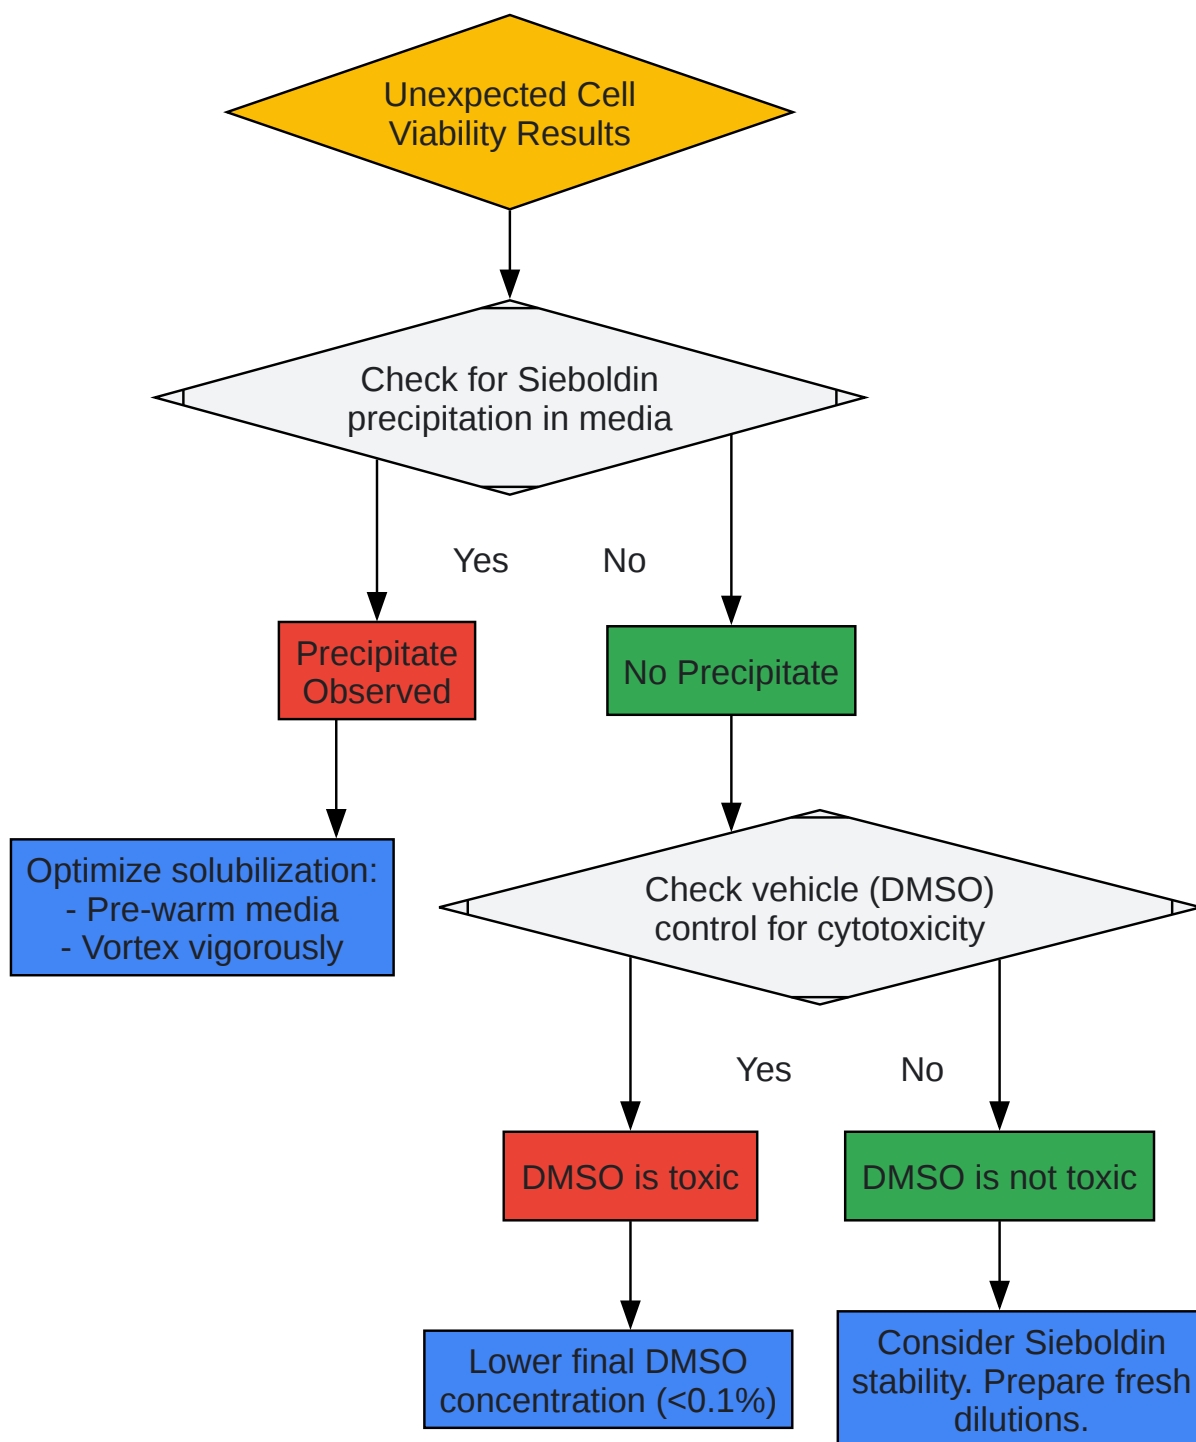 Unexpected Cell
Viability Results
Check for Sieboldin
precipitation in media
Yes
No
Precipitate
Observed
No Precipitate
Optimize solubilization:
- Pre-warm media
- Vortex vigorously
Check vehicle (DMSO)
control for cytotoxicity
Yes
No
DMSO is toxic
DMSO is not toxic
Lower final DMSO
concentration (<0.1%)
Consider Sieboldin
stability. Prepare fresh
dilutions.